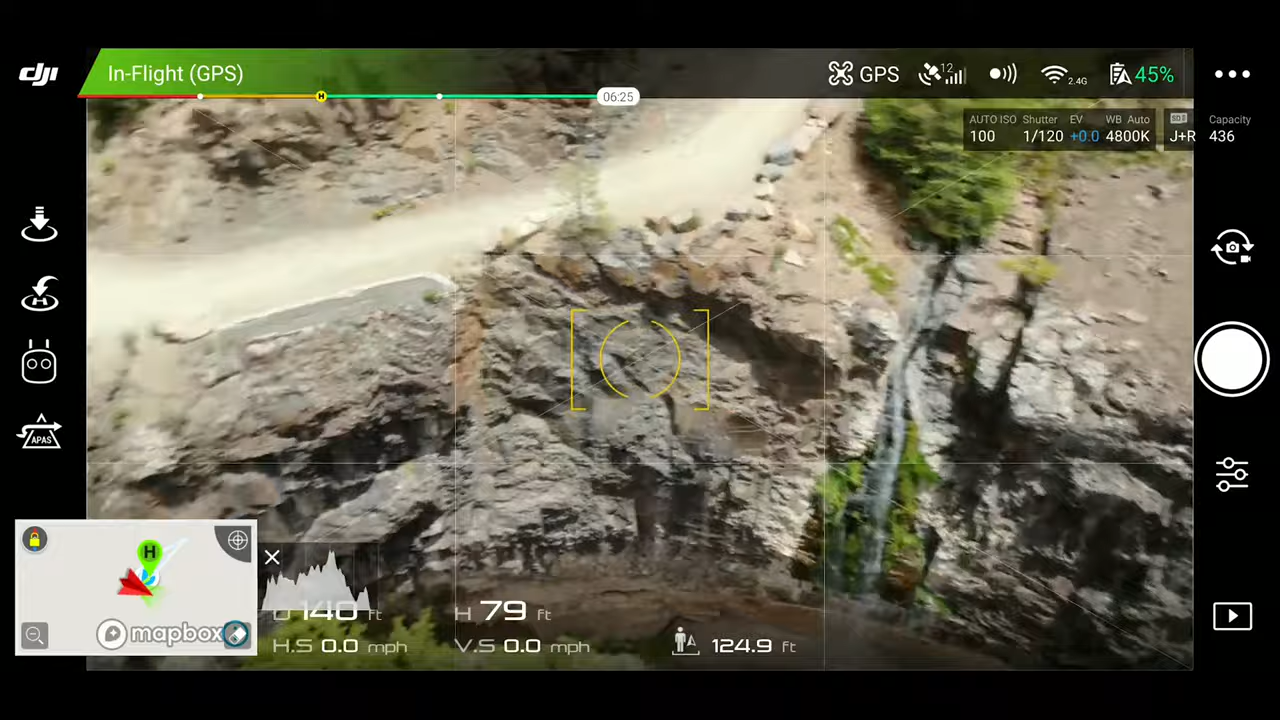 dji In-Flight (GPS) GPS 12 2.4G 45%
06:25
AUTO ISO Shutter EV WB Auto Capacity
100 1/120 +0.0 4800K J+R 436
APAS
H
H
mapbox
D 140 ft H 79 ft
H.S 0.0 mph V.S 0.0 mph 124.9 ft